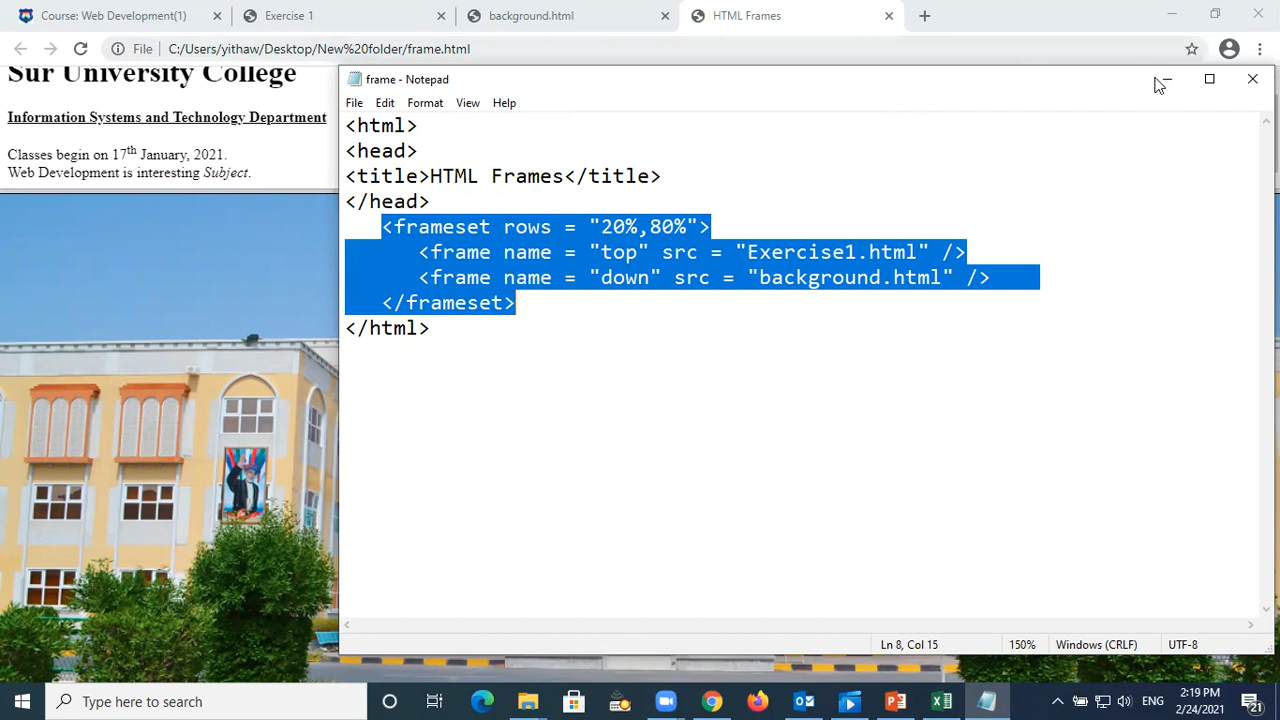 Course: Web Development(1)
Exercise 1
background.html
HTML Frames
File
C:/Users/yithaw/Desktop/New%20folder/frame.html
Sur University College
Information Systems and Technology Department
Classes begin on 17th January, 2021.
Web Development is interesting Subject.
frame - Notepad
File Edit Format View Help
<html>
<head>
<title>HTML Frames</title>
</head>
<frameset rows = "20%,80%">
<frame name = "top" src = "Exercise1.html" />
<frame name = "down" src = "background.html" />
</frameset>
</html>
Ln 8, Col 15
150%
Windows (CRLF)
UTF-8
Type here to search
ENG
2:19 PM
2/24/2021
21